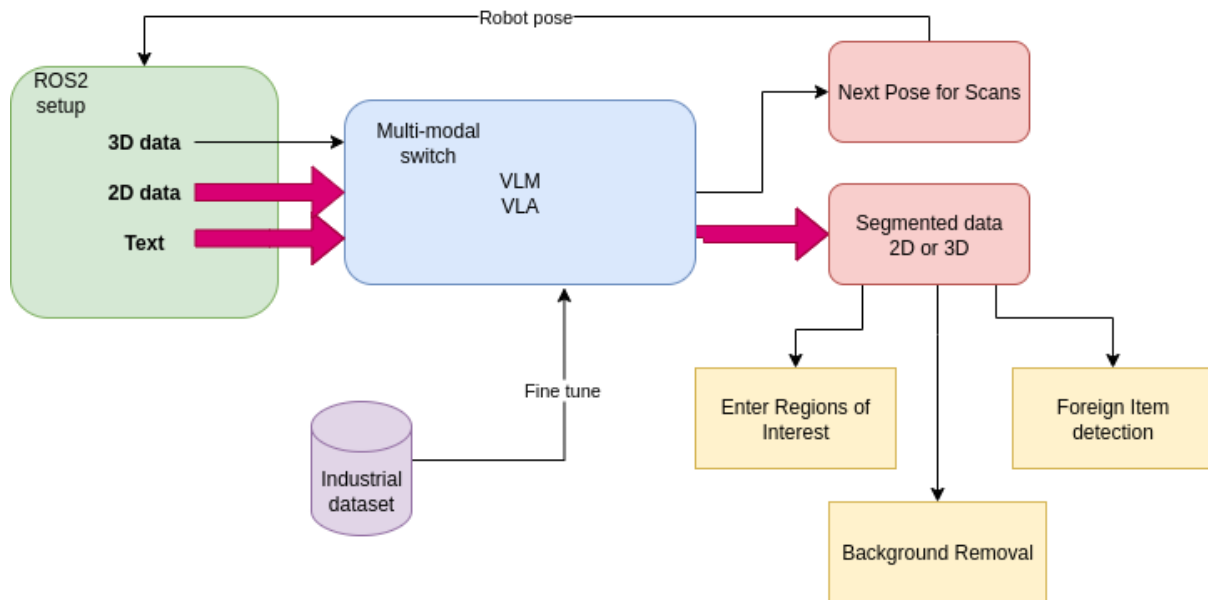 Robot pose
ROS2
setup
3D data
2D data
Text
Multi-modal
switch
VLM
VLA
Next Pose for Scans
Segmented data
2D or 3D
Fine tune
Industrial
dataset
Enter Regions of
Interest
Foreign Item
detection
Background Removal